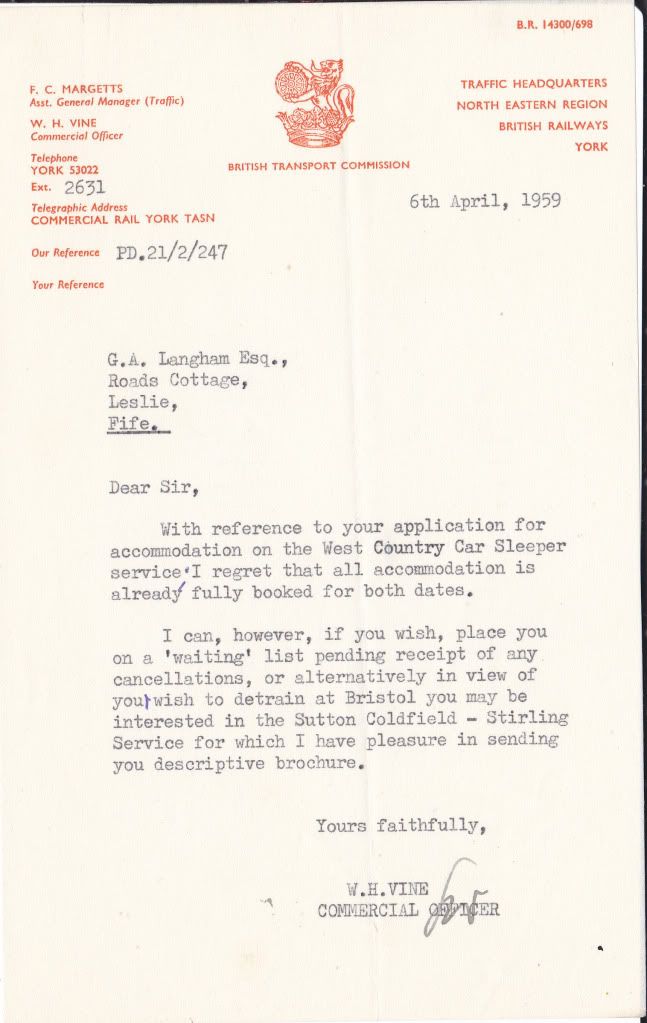 B.R. 14300/698
F. C. MARGETTS
Asst. General Manager (Traffic)
W. H. VINE
Commercial Officer
Telephone
YORK 53022
Ext. 2631
Telegraphic Address
COMMERCIAL RAIL YORK TASN
Our Reference PD.21/2/247
Your Reference
BRITISH TRANSPORT COMMISSION
TRAFFIC HEADQUARTERS
NORTH EASTERN REGION
BRITISH RAILWAYS
YORK
6th April, 1959
G.A. Langham Esq.,
Roads Cottage,
Leslie,
Fife.
Dear Sir,
With reference to your application for
accommodation on the West Country Car Sleeper
service I regret that all accommodation is
already fully booked for both dates.
I can, however, if you wish, place you
on a 'waiting' list pending receipt of any
cancellations, or alternatively in view of
your wish to detrain at Bristol you may be
interested in the Sutton Coldfield - Stirling
Service for which I have pleasure in sending
you descriptive brochure.
Yours faithfully,
W.H.VINE
COMMERCIAL OFFICER